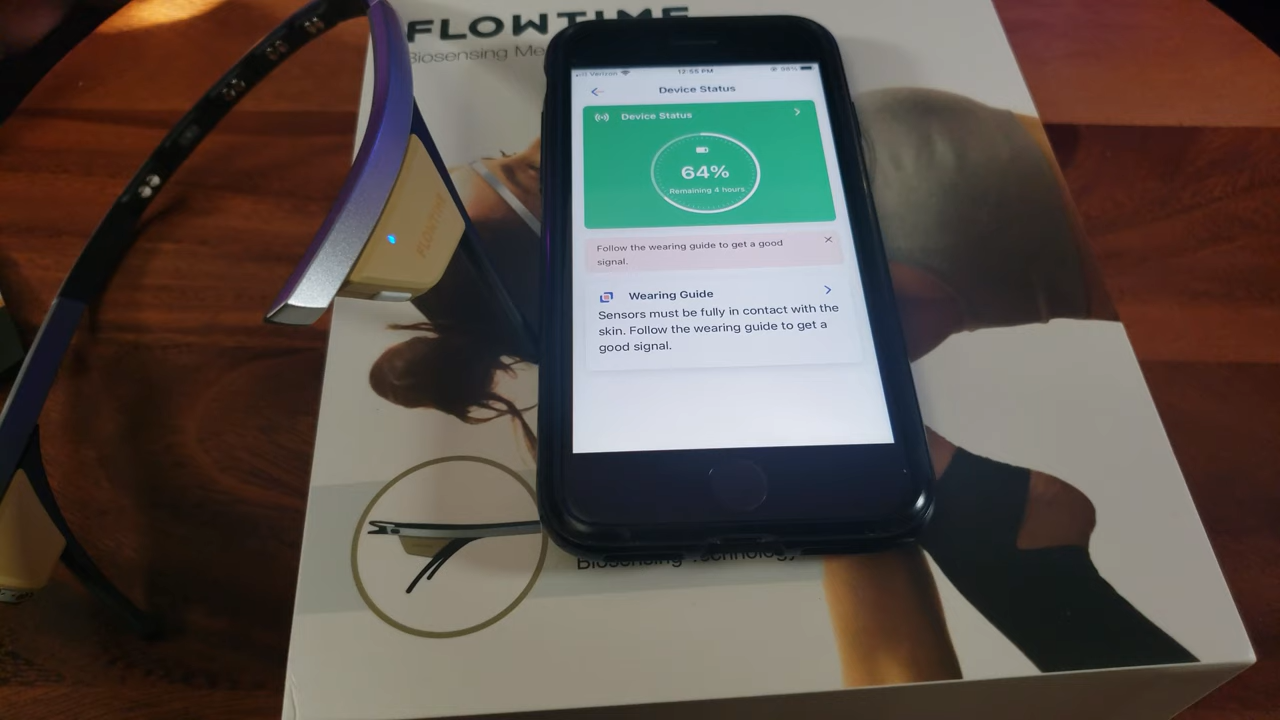 FLOWTIME
Biosensing Me
Verizon
12:55 PM
Device Status
Device Status
64%
Remaining 4 hours
Follow the wearing guide to get a good
signal.
Wearing Guide
Sensors must be fully in contact with the
skin. Follow the wearing guide to get a
good signal.
FLOWTIME
Biosensing Technology